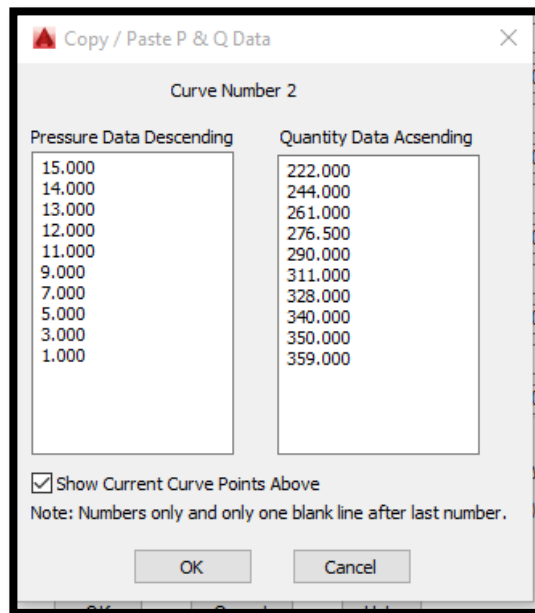 Copy / Paste P & Q Data
Curve Number 2
Pressure Data Descending
15.000
14.000
13.000
12.000
11.000
9.000
7.000
5.000
3.000
1.000
Quantity Data Acsending
222.000
244.000
261.000
276.500
290.000
311.000
328.000
340.000
350.000
359.000
Show Current Curve Points Above
Note: Numbers only and only one blank line after last number.
OK
Cancel